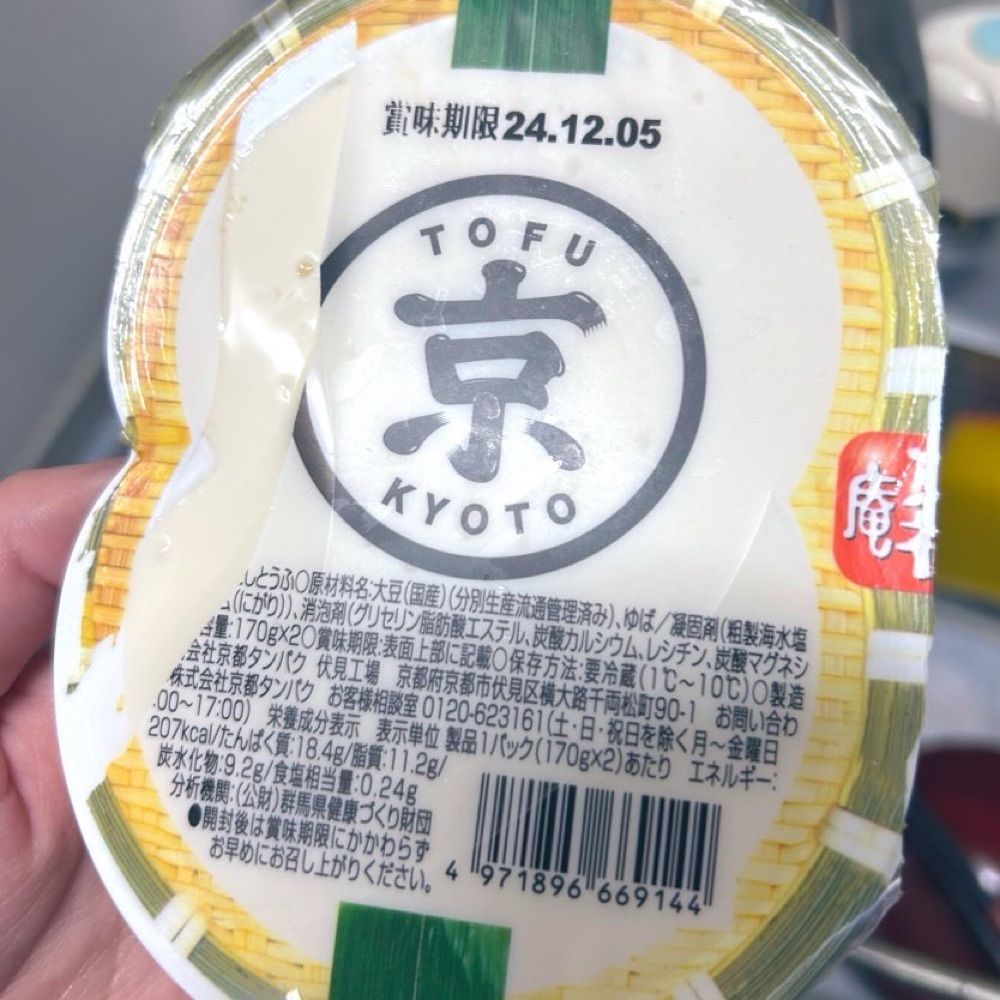 賞味期限24.12.05
TOFU
京
KYOTO
庵
しとうふ○原材料名:大豆(国産)(分別生産流通管理済み)、ゆば/凝固剤(粗製海水塩
ム(にがり))、消泡剤(グリセリン脂肪酸エステル、炭酸カルシウム、レシチン、炭酸マグネシ
容量:170g×2○賞味期限:表面上部に記載○保存方法:要冷蔵(1℃〜10℃)○製造
会社京都タンパク 伏見工場 京都府京都市伏見区横大路千両松町90-1 お問い合わ
株式会社京都タンパク お客様相談室 0120-623161(土・日・祝日を除く月〜金曜日
:00〜17:00) 栄養成分表示 表示単位 製品1パック(170g×2)あたり エネルギー:
207kcal/たんぱく質:18.4g/脂質:11.2g/
炭水化物:9.2g/食塩相当量:0.24g
分析機関:(公財)群馬県健康づくり財団
●開封後は賞味期限にかかわらず
お早めにお召し上がりください。
4 971896 669144